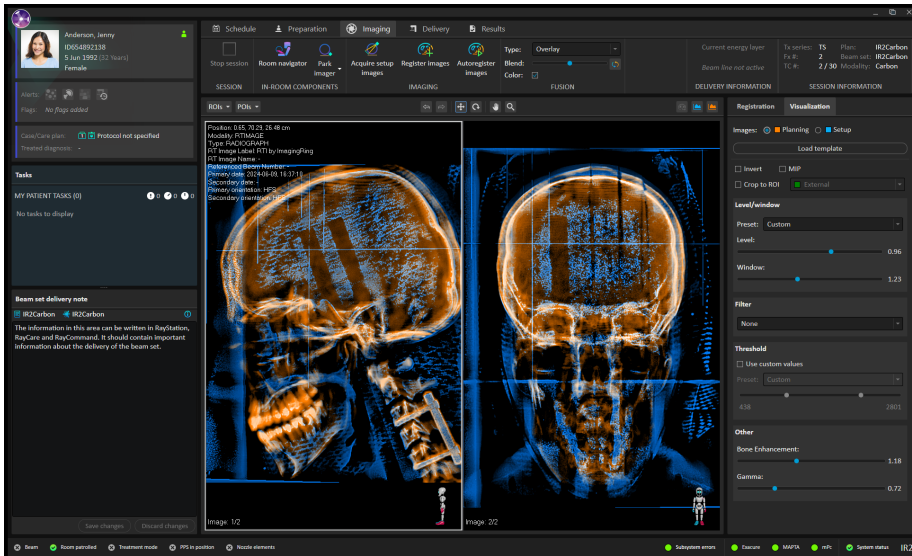 Anderson, Jenny
ID654892138
5 Jun 1992 (32 Years)
Female
Alerts:
Flags: No flags added
Case/Care plan: 1 Protocol not specified
Treated diagnosis: -
Tasks
MY PATIENT TASKS (0) 0 0 0
No tasks to display
Beam set delivery note
IR2Carbon IR2Carbon
The information in this area can be written in RayStation,
RayCare and RayCommand. It should contain important
information about the delivery of the beam set.
Save changes Discard changes
Schedule Preparation Imaging Delivery Results
Stop session
Room navigator
Park imager
Acquire setup images
Register images
Autoregister images
Type: Overlay
Blend:
Color:
Current energy layer
Beam line not active
Tx series: TS Plan: IR2Carbon
Fx #: 2 Beam set: IR2Carbon
TC #: 2 / 30 Modality: Carbon
SESSION IN-ROOM COMPONENTS IMAGING FUSION DELIVERY INFORMATION SESSION INFORMATION
ROIs POIs
Position: 0.65, 70.29, 26.48 cm
Modality: RTIMAGE
Type: RADIOGRAPH
RT Image Label: RTI by ImagingRing
RT Image Name: -
Referenced Beam Number: -
Primary date: 2024-06-09, 16:37:10
Secondary date: -
Primary orientation: HFS
Secondary orientation: HFS
Image: 1/2
Image: 2/2
Registration Visualization
Images: Planning Setup
Load template
Invert MIP
Crop to ROI External
Level/window
Preset: Custom
Level:
0.96
Window:
1.23
Filter
None
Threshold
Use custom values
Preset: Custom
438 2801
Other
Bone Enhancement:
1.18
Gamma:
0.72
Beam Room patrolled Treatment mode PPS in position Nozzle elements Subsystem errors Exacure MAPTA mPc System status IR2